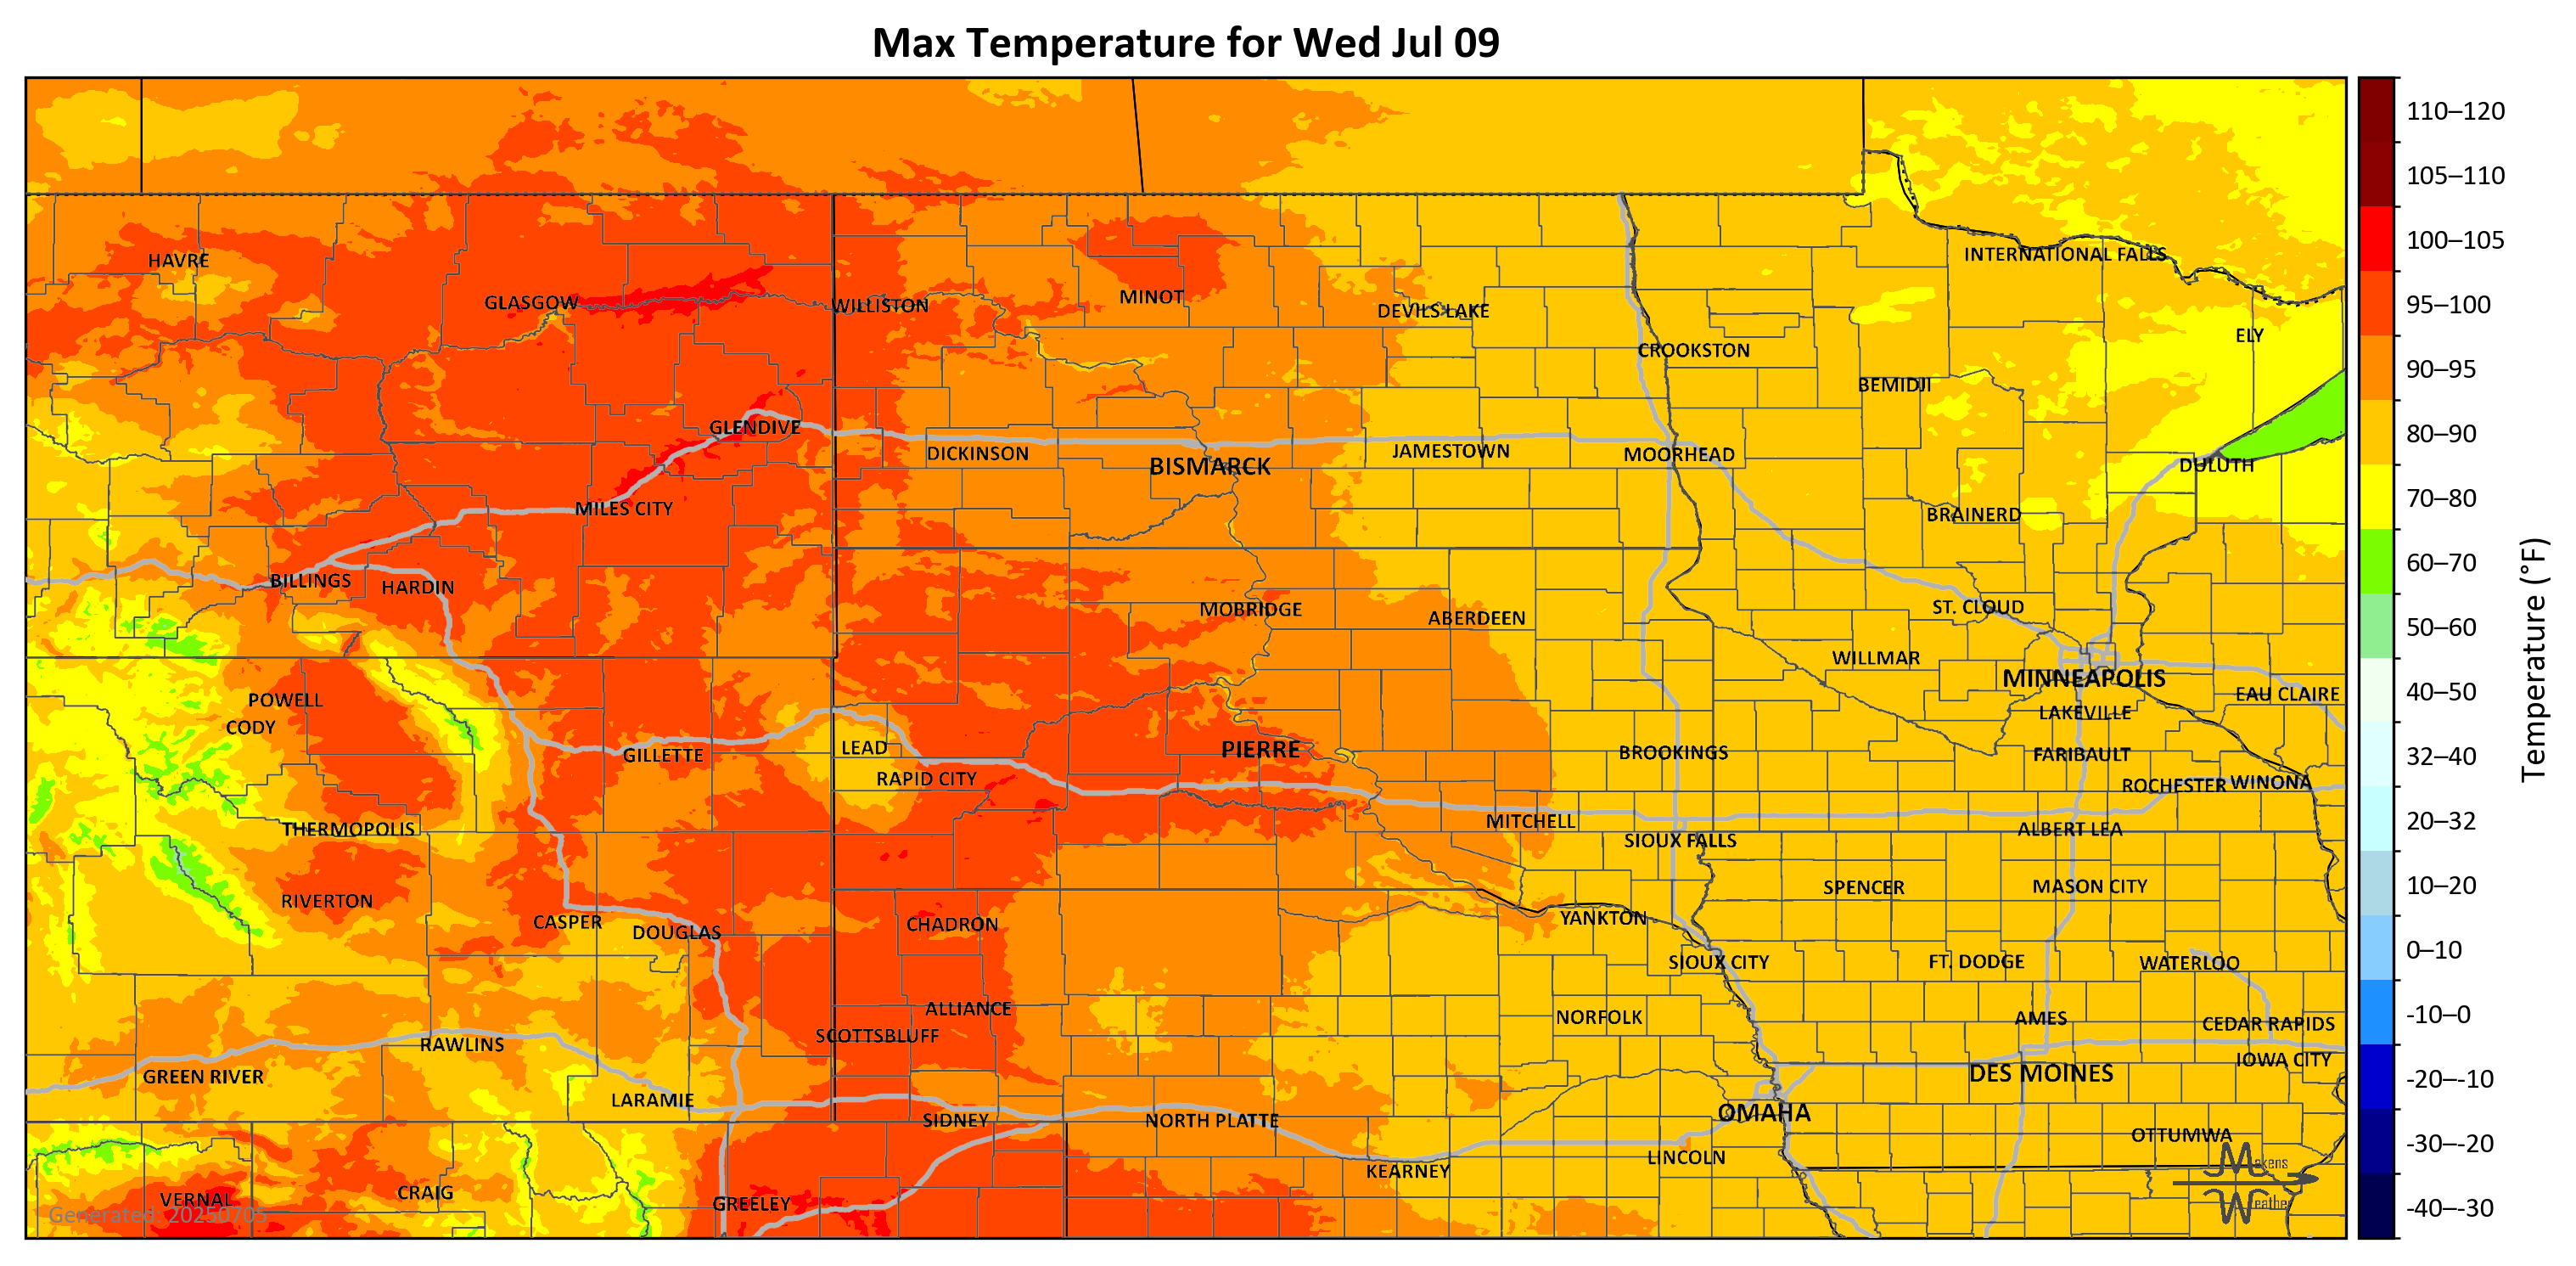 Max Temperature for Wed Jul 09
HAVRE
GLASGOW
WILLISTON
MINOT
DEVILS LAKE
INTERNATIONAL FALLS
ELY
CROOKSTON
BEMIDJI
GLENDIVE
DICKINSON
BISMARCK
JAMESTOWN
MOORHEAD
DULUTH
MILES CITY
BRAINERD
BILLINGS
HARDIN
MOBRIDGE
ABERDEEN
ST. CLOUD
WILLMAR
MINNEAPOLIS
EAU CLAIRE
POWELL
CODY
LAKEVILLE
GILLETTE
LEAD
PIERRE
BROOKINGS
FARIBAULT
RAPID CITY
ROCHESTER
WINONA
THERMOPOLIS
MITCHELL
SIOUX FALLS
ALBERT LEA
RIVERTON
SPENCER
MASON CITY
CASPER
DOUGLAS
CHADRON
YANKTON
SIOUX CITY
FT. DODGE
WATERLOO
ALLIANCE
SCOTTSBLUFF
NORFOLK
AMES
CEDAR RAPIDS
RAWLINS
IOWA CITY
GREEN RIVER
DES MOINES
LARAMIE
SIDNEY
NORTH PLATTE
OMAHA
OTTUMWA
KEARNEY
LINCOLN
VERNAL
CRAIG
GREELEY
Generated: 20250705
Makens
Weather
110–120
105–110
100–105
95–100
90–95
80–90
70–80
60–70
50–60
40–50
32–40
20–32
10–20
0–10
-10–0
-20–-10
-30–-20
-40–-30
Temperature (°F)